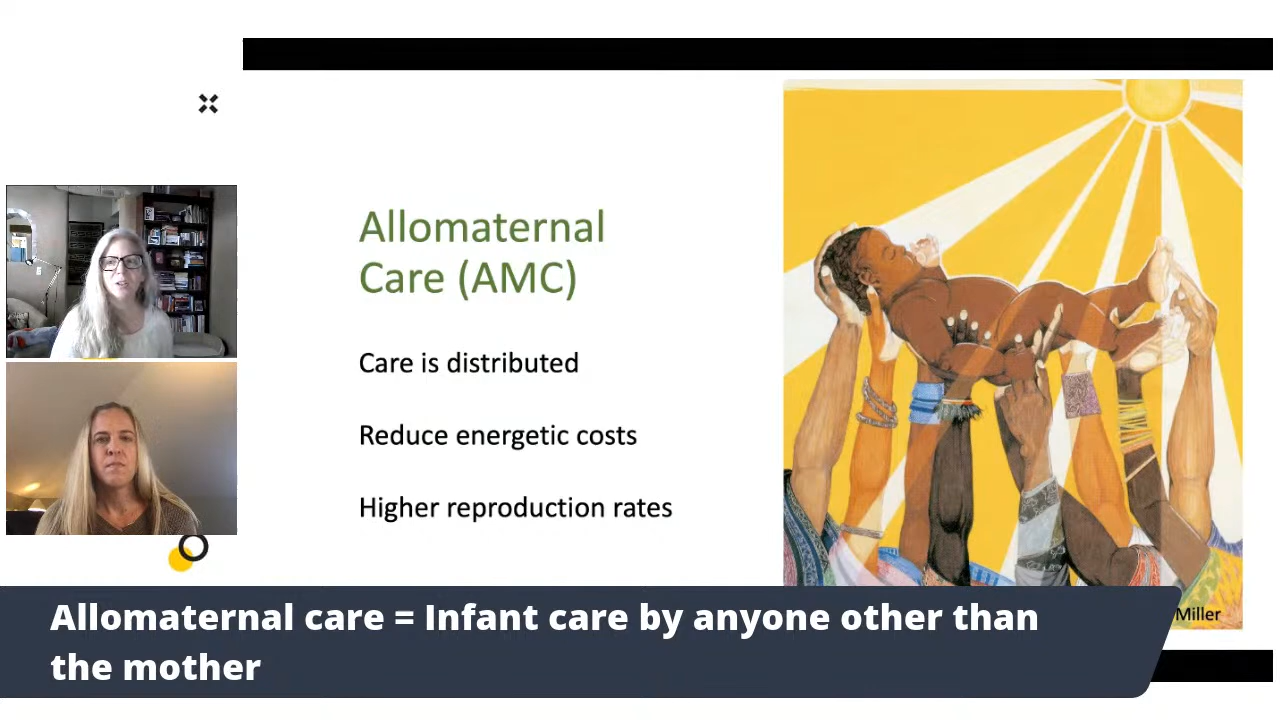 Allomaternal
Care (AMC)
Care is distributed
Reduce energetic costs
Higher reproduction rates
Miller
Allomaternal care = Infant care by anyone other than
the mother